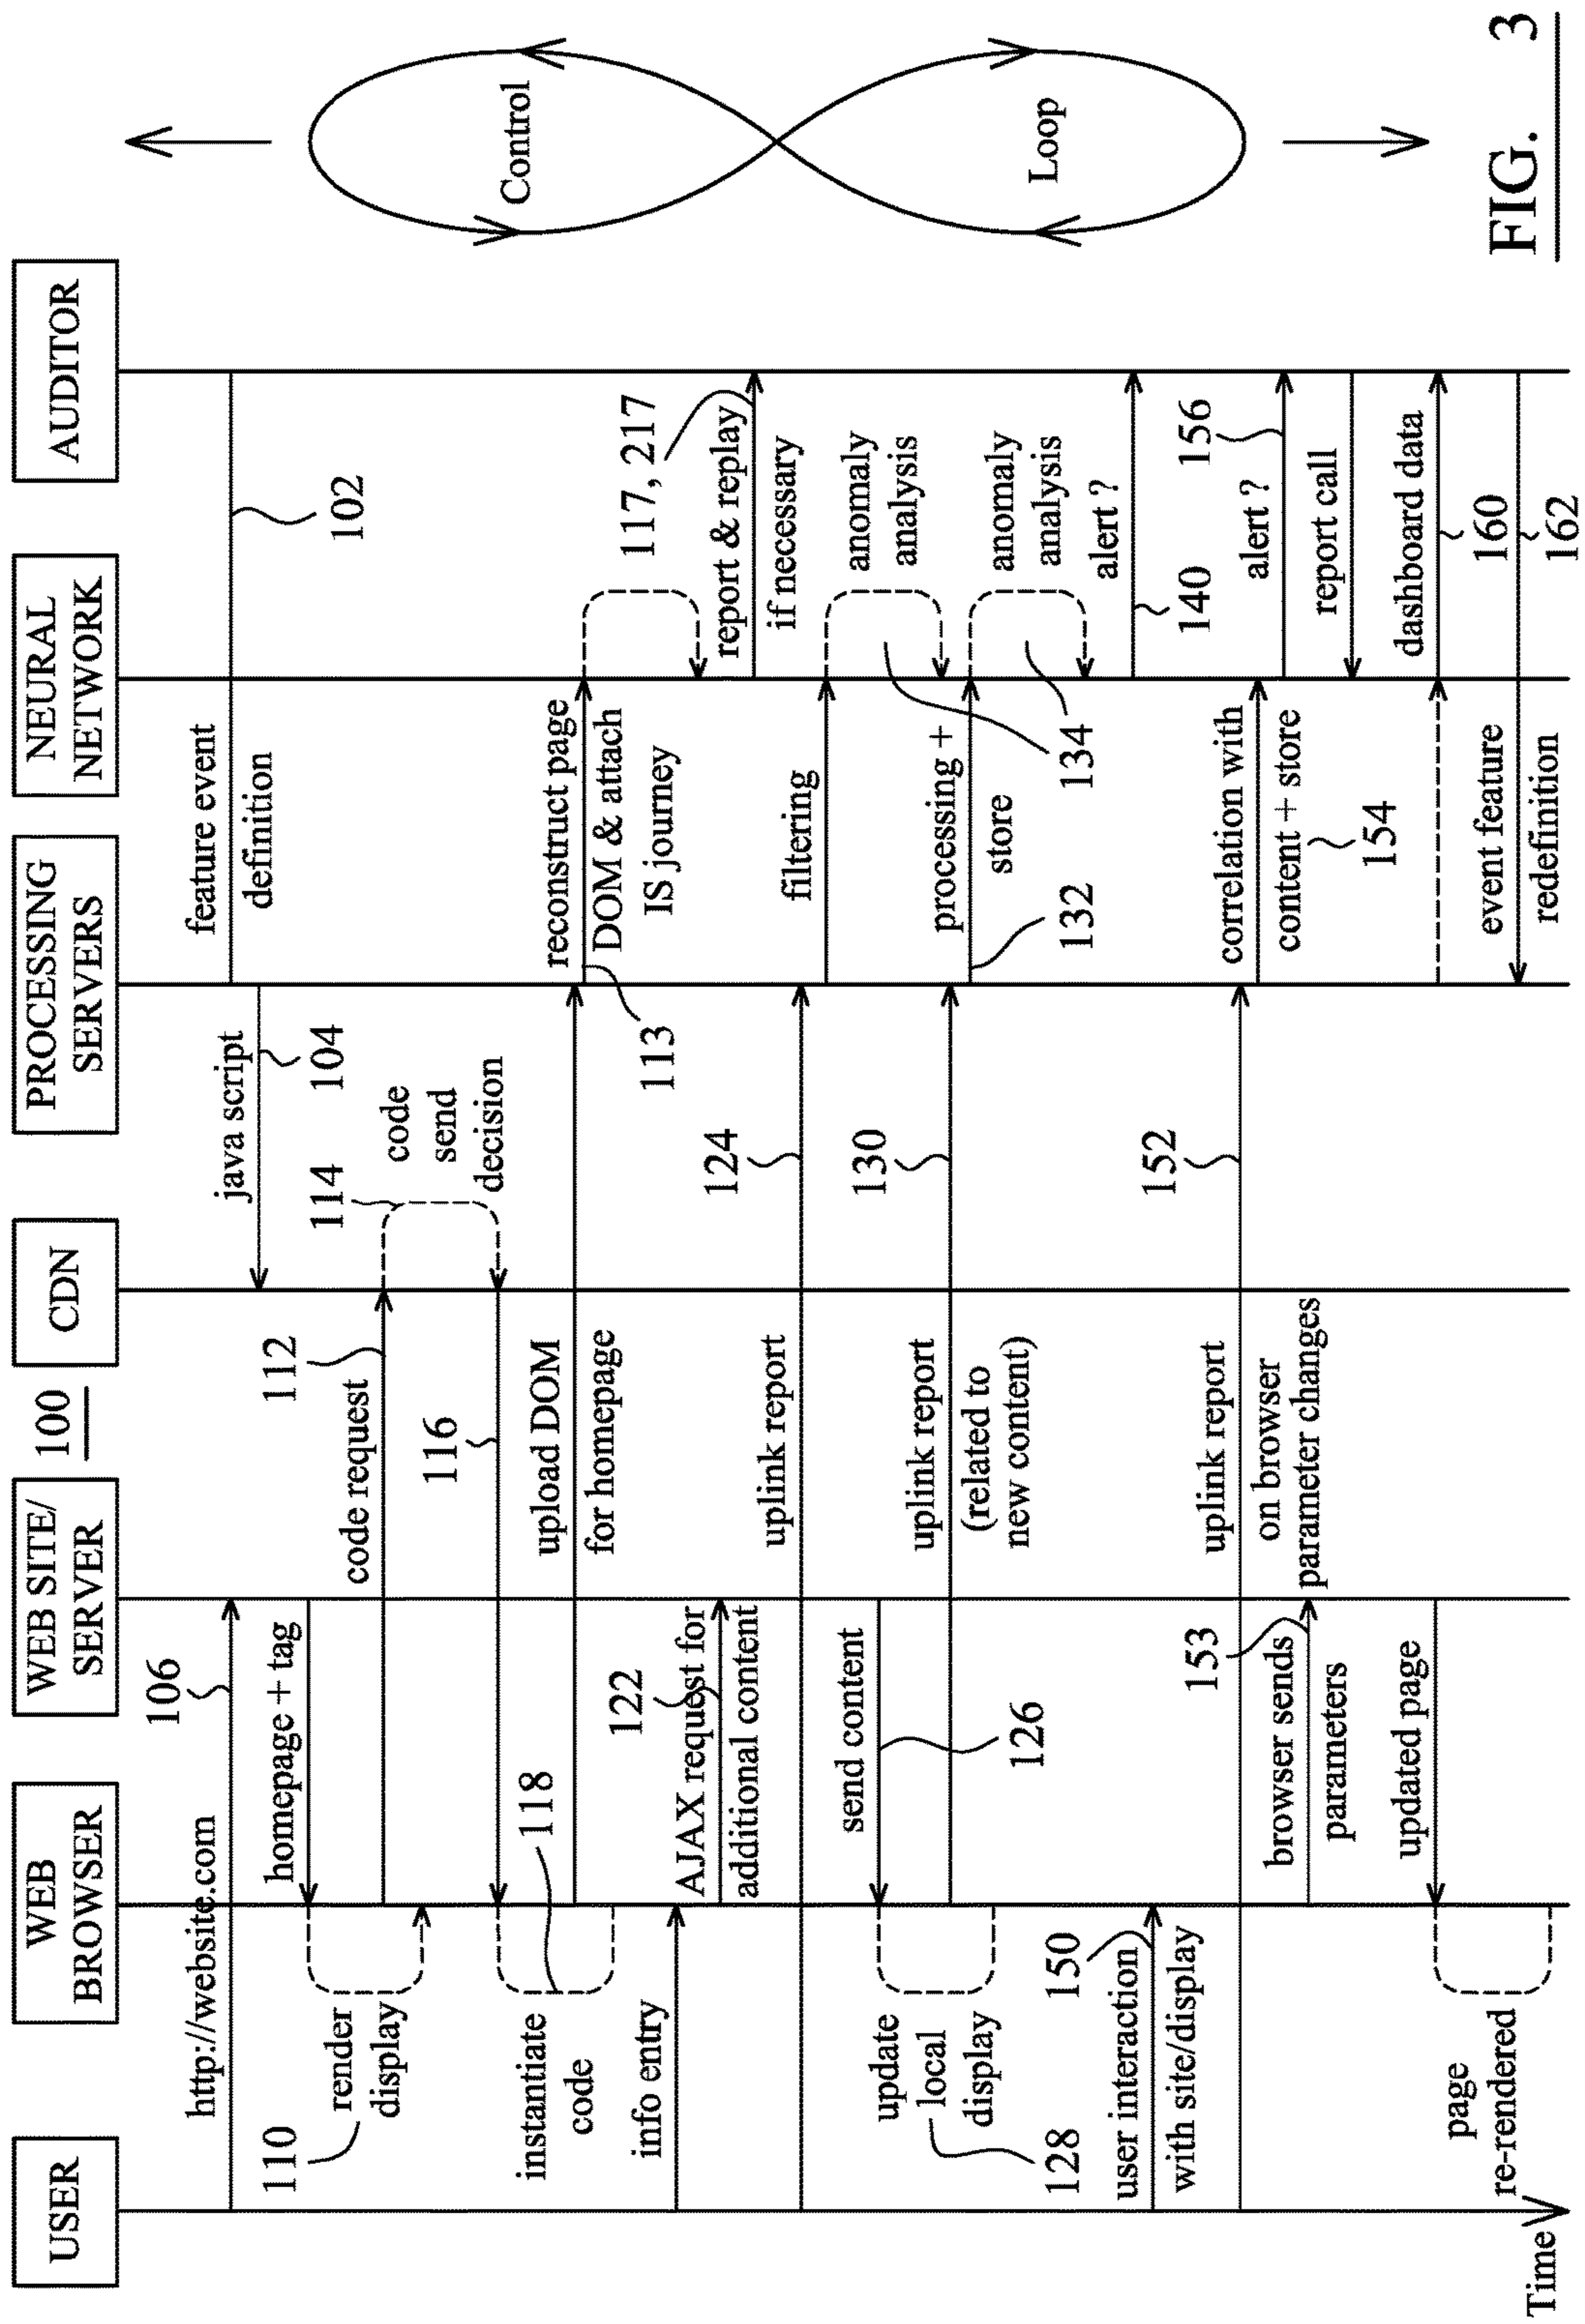 100
USER
WEB
BROWSER
WEB SITE/
SERVER
CDN
PROCESSING
SERVERS
NEURAL
NETWORK
AUDITOR
http://website.com
106
java script
104
feature event
definition
102
homepage + tag
110
render
display
code request
112
114
code
send
decision
116
instantiate
code
118
upload DOM
for homepage
113
reconstruct page
DOM & attach
IS journey
117, 217
report & replay
if necessary
info entry
122
AJAX request for
additional content
uplink report
124
filtering
anomaly
analysis
send content
126
update
local
display
128
uplink report
(related to
new content)
130
processing +
store
132
134
anomaly
analysis
alert ?
140
150
user interaction
with site/display
uplink report
on browser
parameter changes
152
153
browser sends
parameters
correlation with
content + store
154
alert ?
156
report call
updated page
page
re-rendered
dashboard data
160
event feature
redefinition
162
Time
Control
Loop
FIG. 3